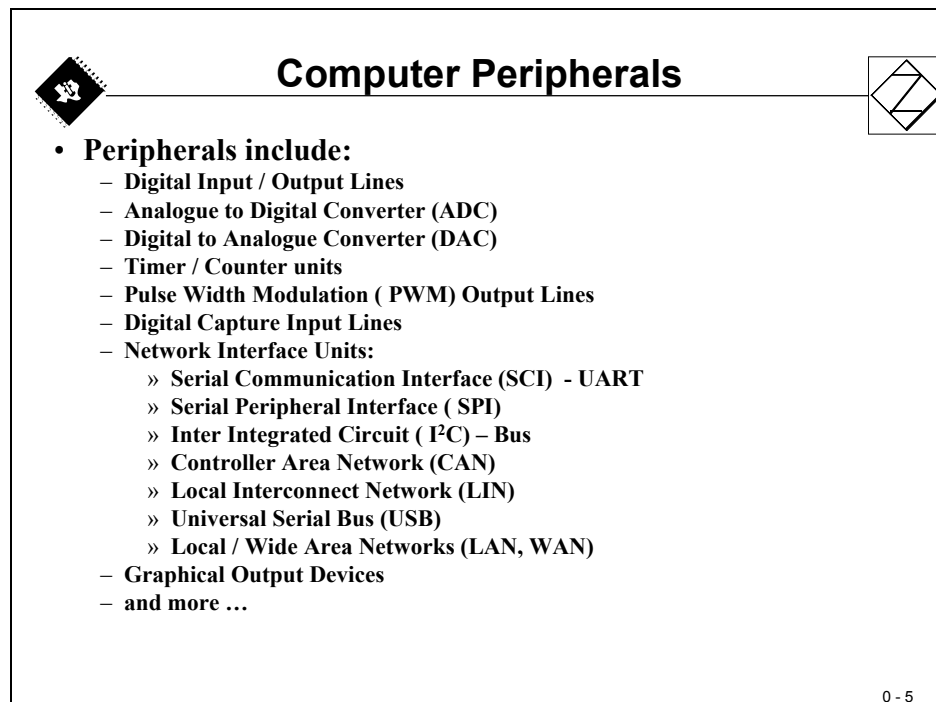 Computer Peripherals
• Peripherals include:
– Digital Input / Output Lines
– Analogue to Digital Converter (ADC)
– Digital to Analogue Converter (DAC)
– Timer / Counter units
– Pulse Width Modulation ( PWM) Output Lines
– Digital Capture Input Lines
– Network Interface Units:
» Serial Communication Interface (SCI) - UART
» Serial Peripheral Interface ( SPI)
» Inter Integrated Circuit ( I²C) – Bus
» Controller Area Network (CAN)
» Local Interconnect Network (LIN)
» Universal Serial Bus (USB)
» Local / Wide Area Networks (LAN, WAN)
– Graphical Output Devices
– and more …
0 - 5